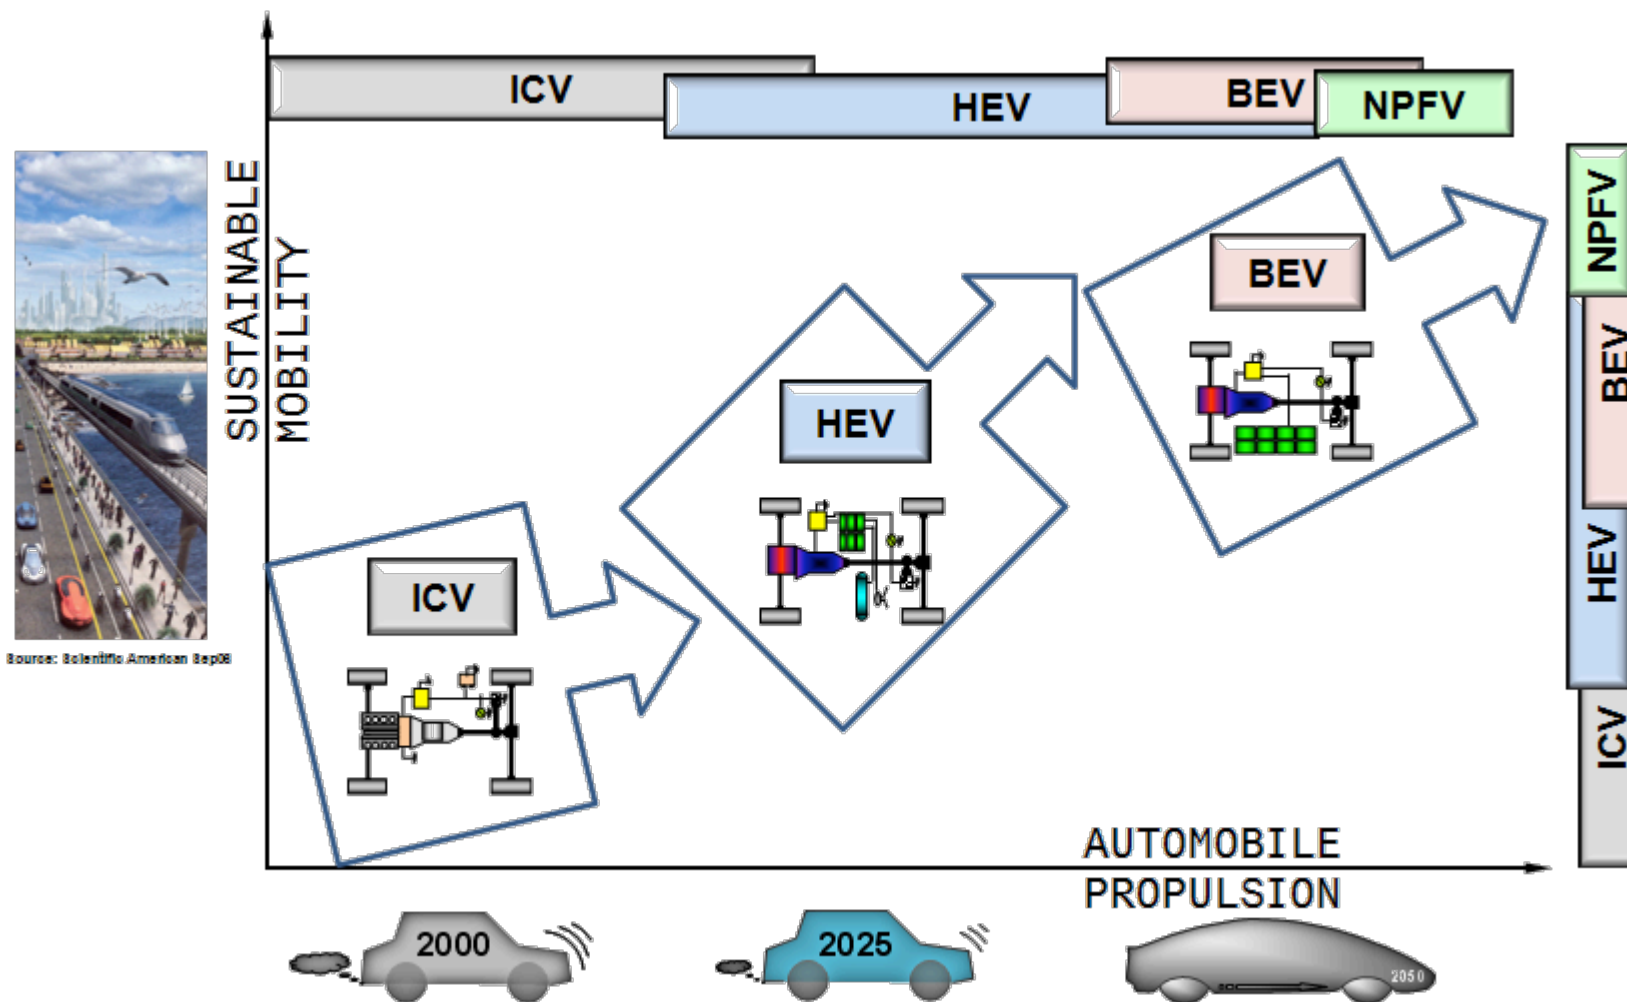 ICV
HEV
BEV
NPFV
SUSTAINABLE
MOBILITY
NPFV
BEV
HEV
ICV
BEV
HEV
ICV
Source: Scientific American Sep08
AUTOMOBILE
PROPULSION
2000
2025
2050